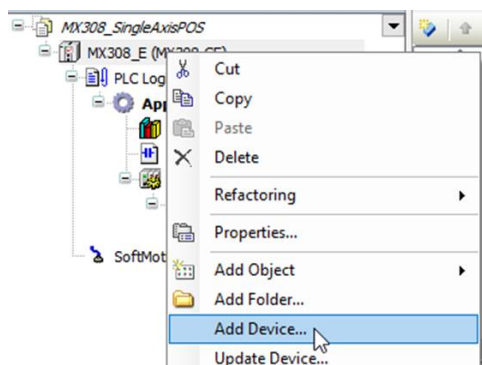 MX308_SingleAxisPOS
MX308_E
PLC Log
Cut
Copy
Paste
Delete
Refactoring
Properties...
SoftMot
Add Object
Add Folder...
Add Device...
Update Device...